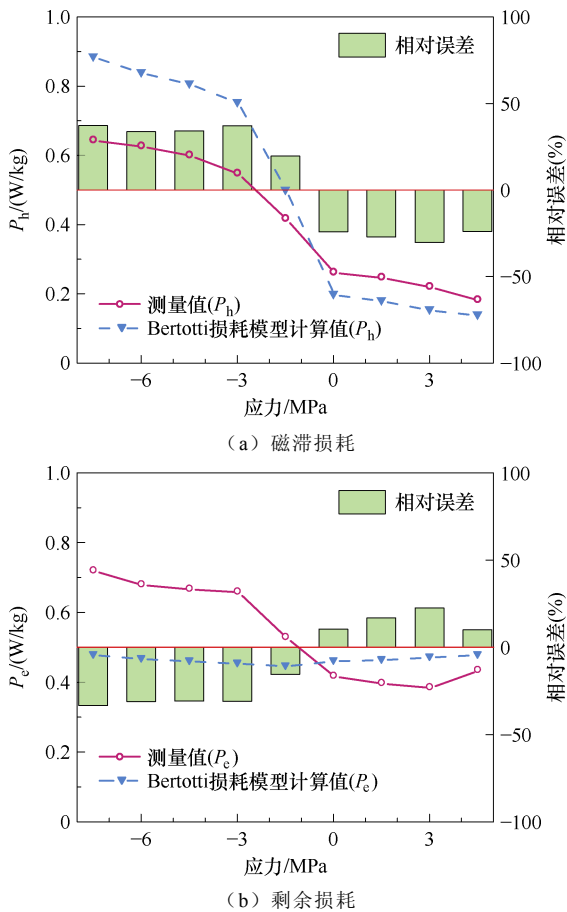 1.0
100
相对误差
0.8
50
0.6
0
0.4
−50
0.2
测量值(Ph)
Bertotti损耗模型计算值(Ph)
0
−100
Ph/(W/kg)
相对误差(%)
−6
−3
0
3
应力/MPa
(a) 磁滞损耗
1.0
100
相对误差
0.8
50
0.6
0
0.4
−50
0.2
测量值(Pe)
Bertotti损耗模型计算值(Pe)
0
−100
Pe/(W/kg)
相对误差(%)
−6
−3
0
3
应力/MPa
(b) 剩余损耗